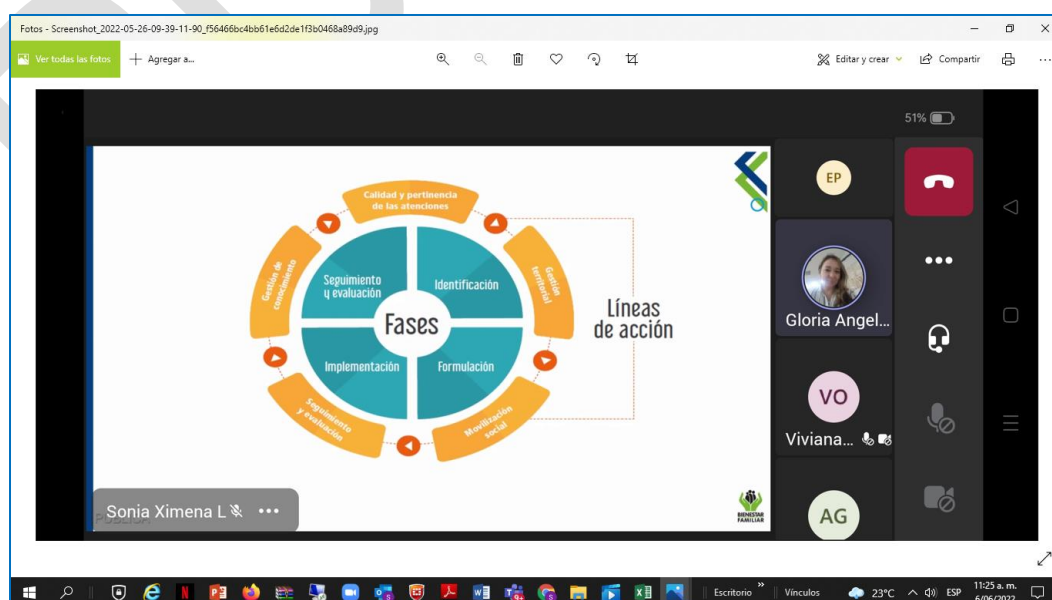 Fotos - Screenshot_2022-05-26-09-39-11-90_f56466bc4bb61e6d2de1f3b0468a89d9.jpg
Ver todas las fotos
Agregar a...
Editar y crear
Compartir
51%
Calidad y pertinencia
de las atenciones
Gestión de
conocimiento
Gestión
territorial
Seguimiento
y evaluación
Identificación
Fases
Líneas
de acción
Implementación
Formulación
Seguimiento
y evaluación
Movilización
social
Sonia Ximena L
BIENESTAR
FAMILIAR
EP
Gloria Angel...
VO
Viviana...
AG
Escritorio
Vínculos
23°C
ESP
11:25 a. m.
6/06/2022